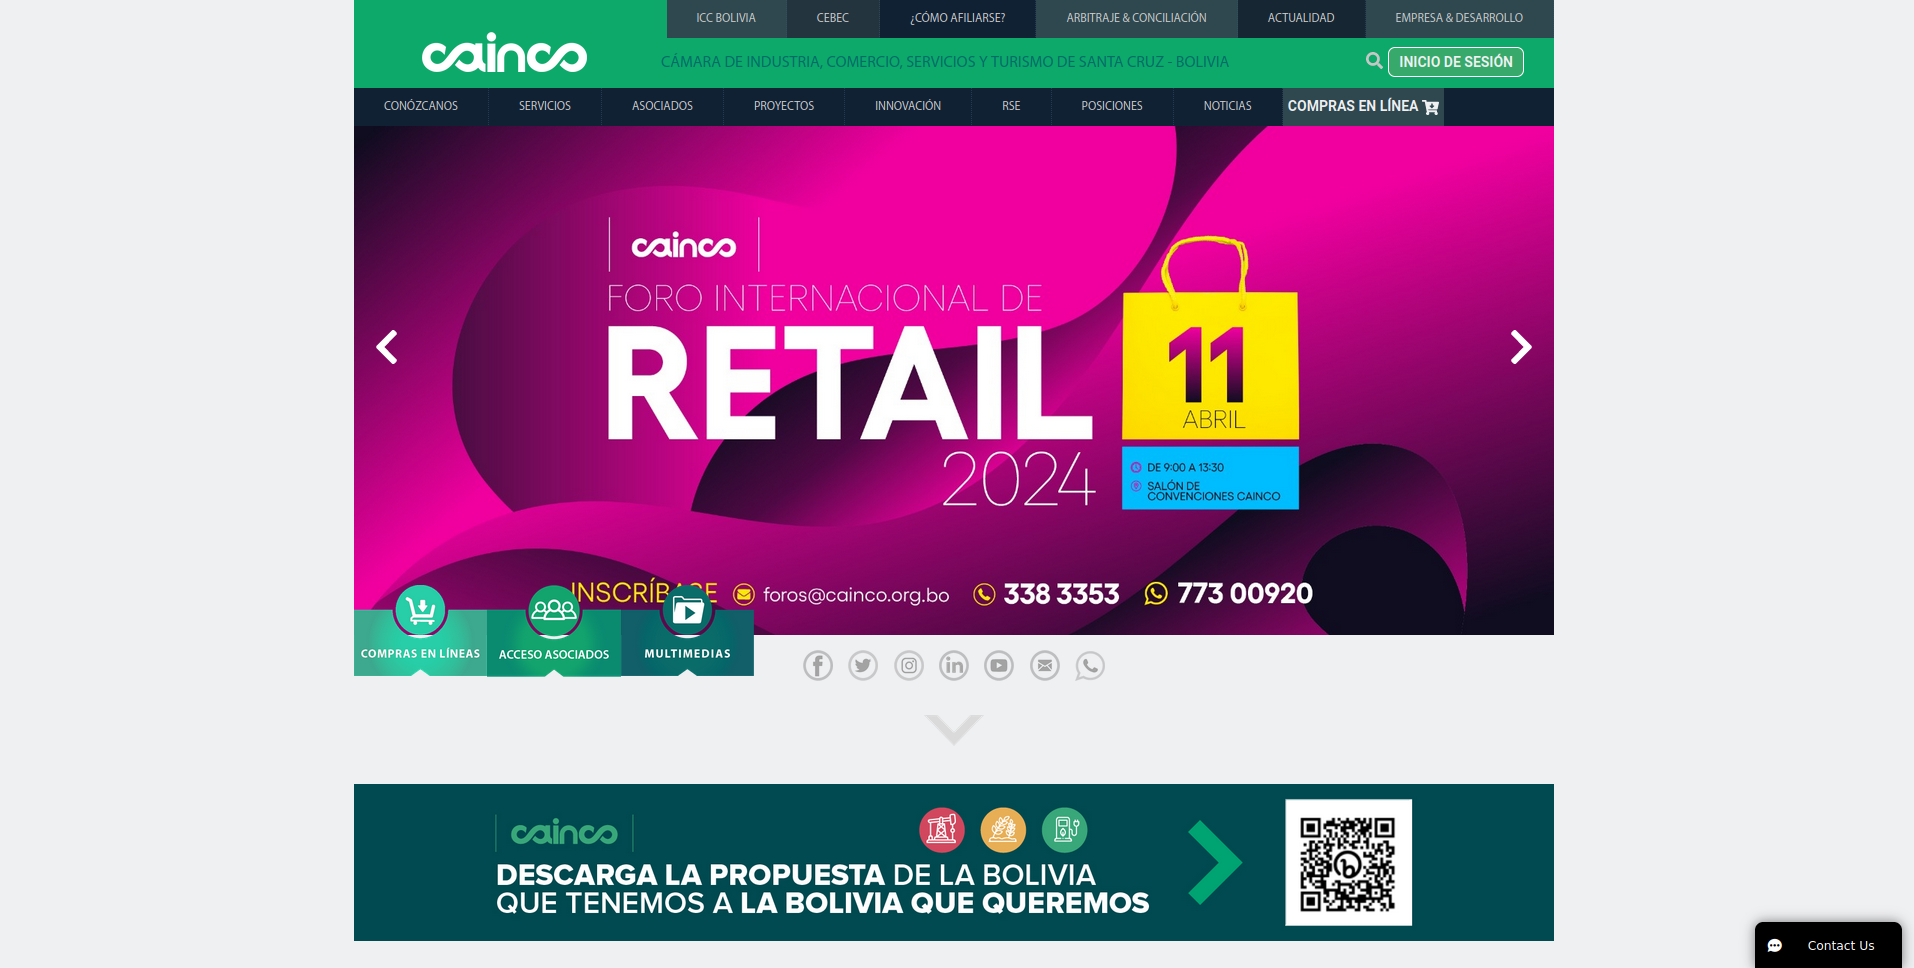 ICC BOLIVIA
CEBEC
¿CÓMO AFILIARSE?
ARBITRAJE & CONCILIACIÓN
ACTUALIDAD
EMPRESA & DESARROLLO
cainco
CÁMARA DE INDUSTRIA, COMERCIO, SERVICIOS Y TURISMO DE SANTA CRUZ - BOLIVIA
INICIO DE SESIÓN
CONÓZCANOS
SERVICIOS
ASOCIADOS
PROYECTOS
INNOVACIÓN
RSE
POSICIONES
NOTICIAS
COMPRAS EN LÍNEA
cainco
FORO INTERNACIONAL DE
RETAIL
2024
11
ABRIL
DE 9:00 A 13:30
SALÓN DE
CONVENCIONES CAINCO
INSCRÍBASE
foros@cainco.org.bo
338 3353
773 00920
COMPRAS EN LÍNEAS
ACCESO ASOCIADOS
MULTIMEDIAS
cainco
DESCARGA LA PROPUESTA DE LA BOLIVIA
QUE TENEMOS A LA BOLIVIA QUE QUEREMOS
Contact Us